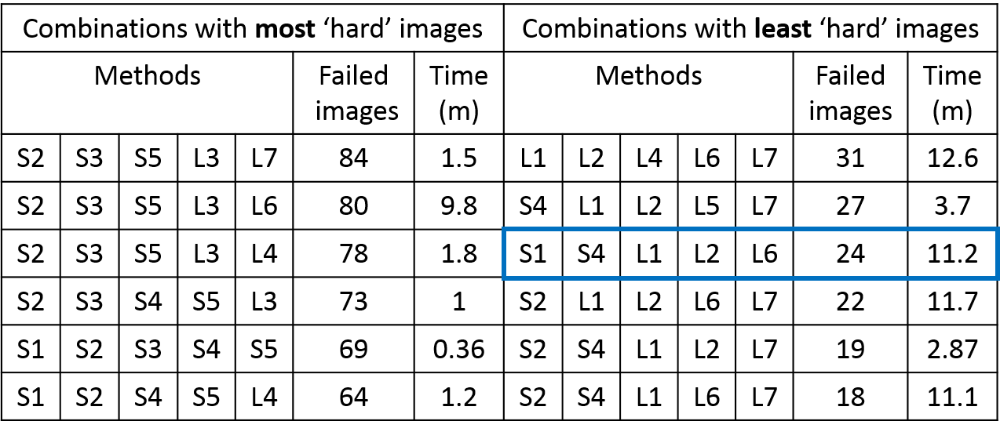 Combinations with most ‘hard’ images Combinations with least ‘hard’ images
Methods Failed images Time (m) Methods Failed images Time (m)
S2 S3 S5 L3 L7 84 1.5 L1 L2 L4 L6 L7 31 12.6
S2 S3 S5 L3 L6 80 9.8 S4 L1 L2 L5 L7 27 3.7
S2 S3 S5 L3 L4 78 1.8 S1 S4 L1 L2 L6 24 11.2
S2 S3 S4 S5 L3 73 1 S2 L1 L2 L6 L7 22 11.7
S1 S2 S3 S4 S5 69 0.36 S2 S4 L1 L2 L7 19 2.87
S1 S2 S4 S5 L4 64 1.2 S2 S4 L1 L6 L7 18 11.1